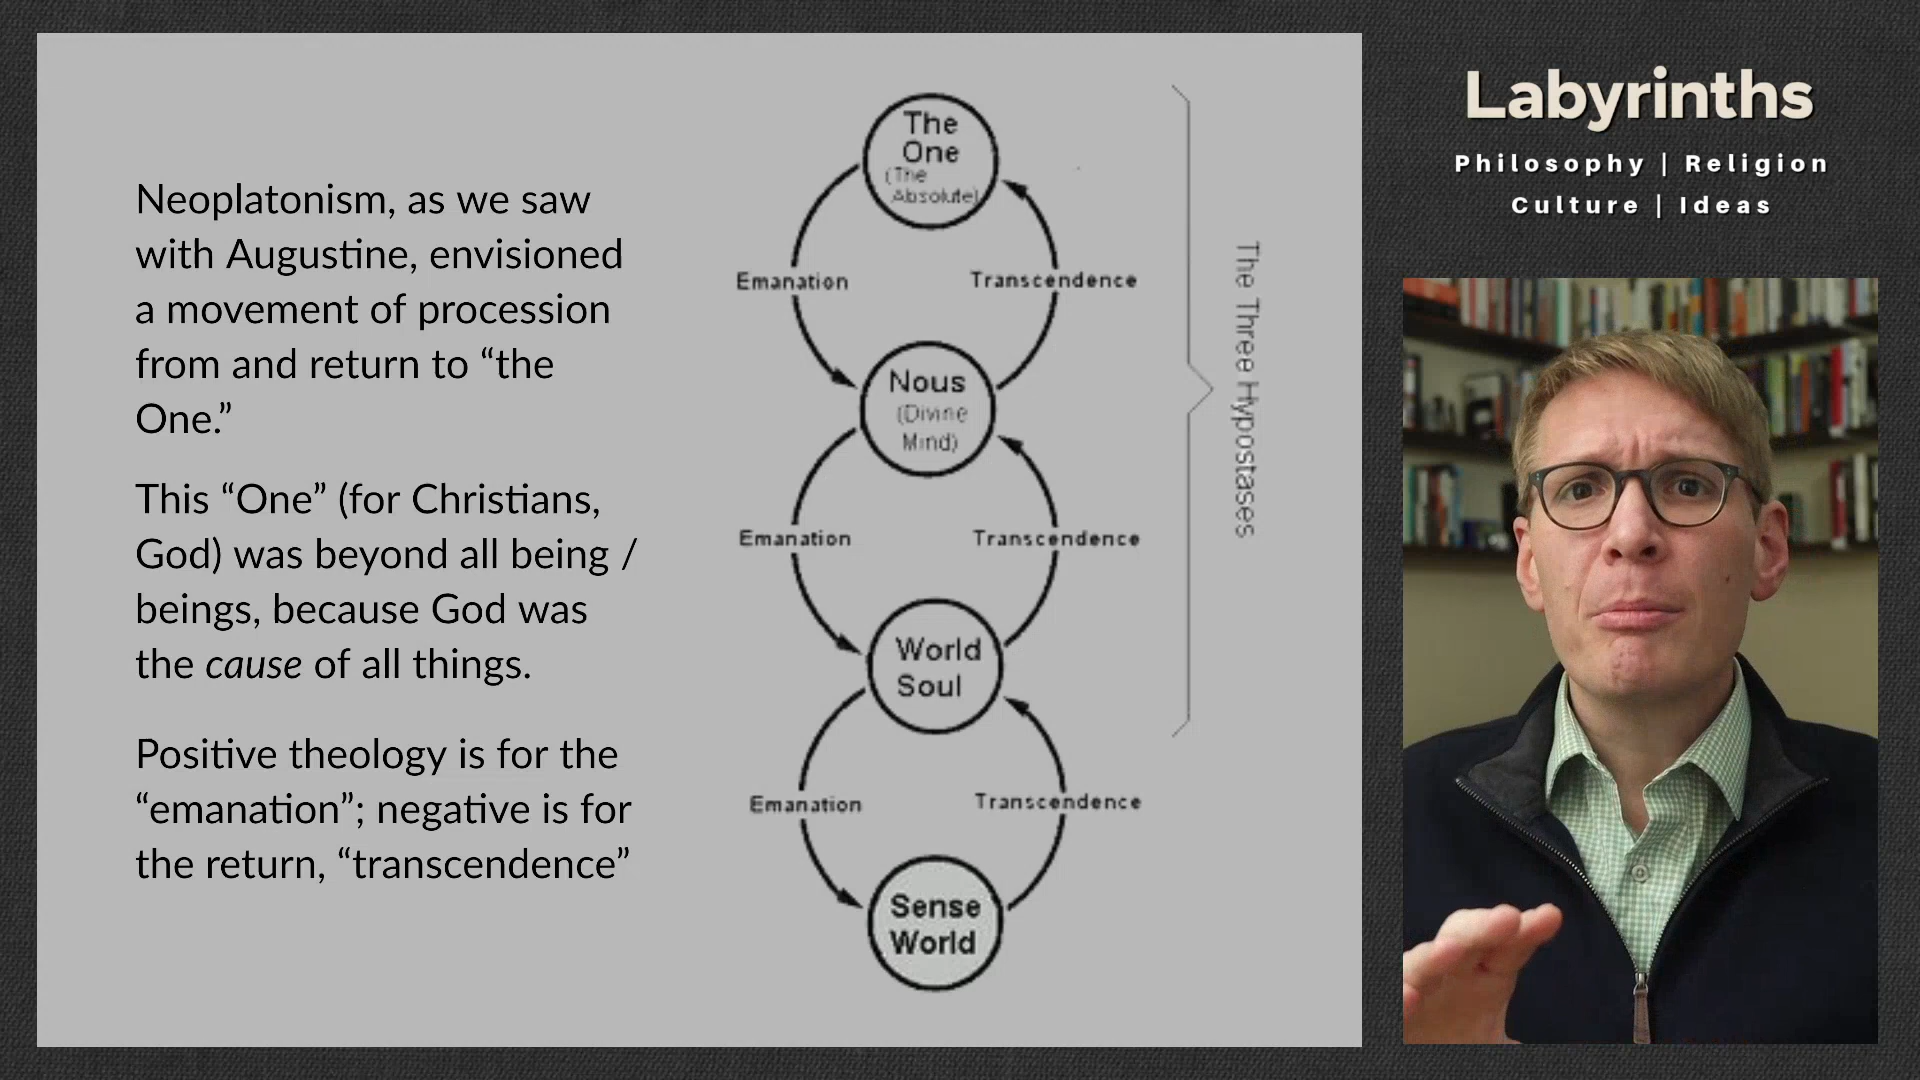 Neoplatonism, as we saw
with Augustine, envisioned
a movement of procession
from and return to “the
One.”
This “One” (for Christians,
God) was beyond all being /
beings, because God was
the cause of all things.
Positive theology is for the
“emanation”; negative is for
the return, “transcendence”
The
One
(The
Absolute)
Emanation
Transcendence
Nous
(Divine
Mind)
Emanation
Transcendence
World
Soul
Emanation
Transcendence
Sense
World
The Three Hypostases
Labyrinths
Philosophy | Religion
Culture | Ideas